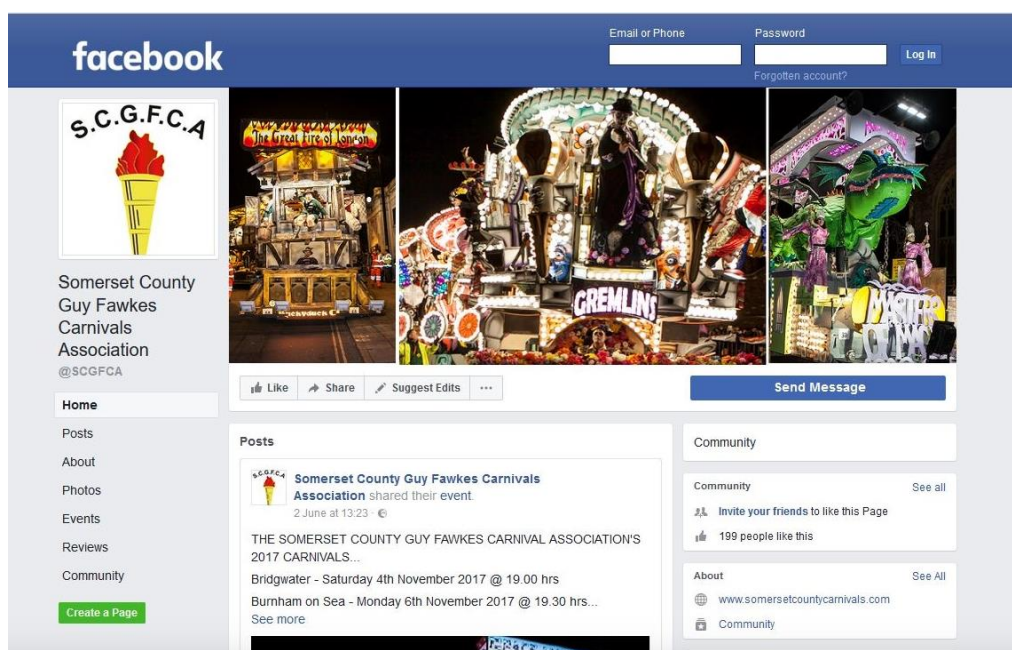 facebook
Email or Phone
Password
Log In
Forgotten account?
S.C.G.F.C.A
The Great Fire of London
GREMLINS
Somerset County
Guy Fawkes
Carnivals
Association
@SCGFCA
Home
Posts
About
Photos
Events
Reviews
Community
Create a Page
Like
Share
Suggest Edits
Send Message
Posts
S.C.G.F.C.A
Somerset County Guy Fawkes Carnivals
Association shared their event.
2 June at 13:23 ·
THE SOMERSET COUNTY GUY FAWKES CARNIVAL ASSOCIATION'S
2017 CARNIVALS...
Bridgwater - Saturday 4th November 2017 @ 19.00 hrs
Burnham on Sea - Monday 6th November 2017 @ 19.30 hrs...
See more
Community
Community
See all
Invite your friends to like this Page
199 people like this
About
See All
www.somersetcountycarnivals.com
Community